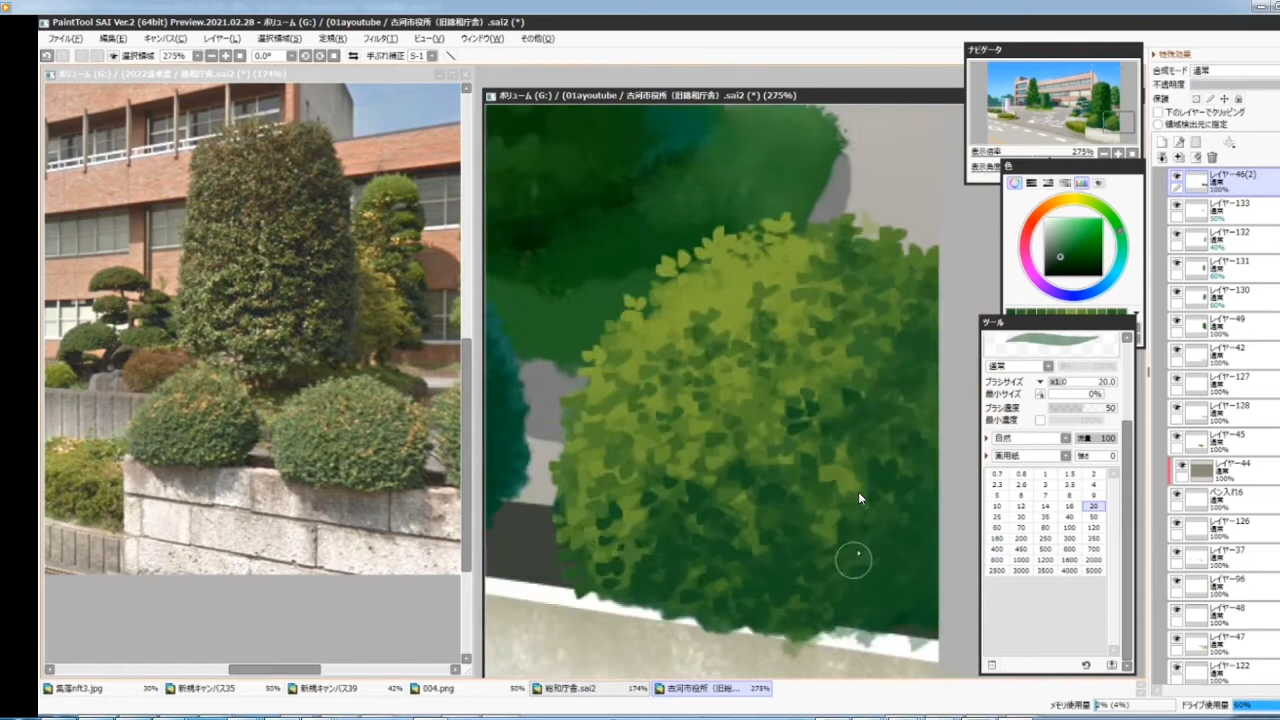 PaintTool SAI Ver.2 (64bit) Preview.2021.02.28 - ボリューム (G:) / (01ayoutube / 古河市役所（旧総和庁舎）.sai2 (*)
ファイル(F) 編集(E) キャンバス(C) レイヤー(L) 選択領域(S) 定規(R) フィルタ(T) ビュー(V) ウィンドウ(W) その他(O)
選択領域 275% 0.0° 手ぶれ補正 S-1
総和庁舎.sai2 (*) (174%)
ボリューム (G:) / (01ayoutube / 古河市役所（旧総和庁舎）.sai2 (*) (275%)
ナビゲータ
表示倍率 275%
表示角度
色
ツール
通常
ブラシサイズ x1.0 20.0
最小サイズ 0%
ブラシ濃度 50
最小濃度
自然 流量 100
画用紙 強さ 0
0.7 0.8 1 1.5 2
2.3 2.6 3 3.5 4
5 6 7 8 9
10 12 14 16 20
25 30 35 40 50
60 70 80 100 120
160 200 250 300 350
400 450 500 600 700
800 1000 1200 1600 2000
2500 3000 3500 4000 5000
特殊効果
合成モード 通常
不透明度
保護
下のレイヤーでクリッピング
領域検出元に指定
レイヤー46(2)
通常
100%
レイヤー133
通常
50%
レイヤー132
通常
40%
レイヤー131
通常
60%
レイヤー130
通常
60%
レイヤー49
通常
100%
レイヤー42
通常
100%
レイヤー127
通常
100%
レイヤー128
通常
100%
レイヤー45
通常
100%
レイヤー44
通常
100%
ペン入れ6
通常
100%
レイヤー126
通常
100%
レイヤー37
通常
100%
レイヤー96
通常
100%
レイヤー48
通常
100%
レイヤー47
通常
100%
レイヤー122
通常
100%
集落nft3.jpg 30% 新規キャンバス35 50% 新規キャンバス39 42% 004.png 50% 総和庁舎.sai2 174% 古河市役所（旧総... 275%
メモリ使用量 2% (4%) ドライブ使用量 60%